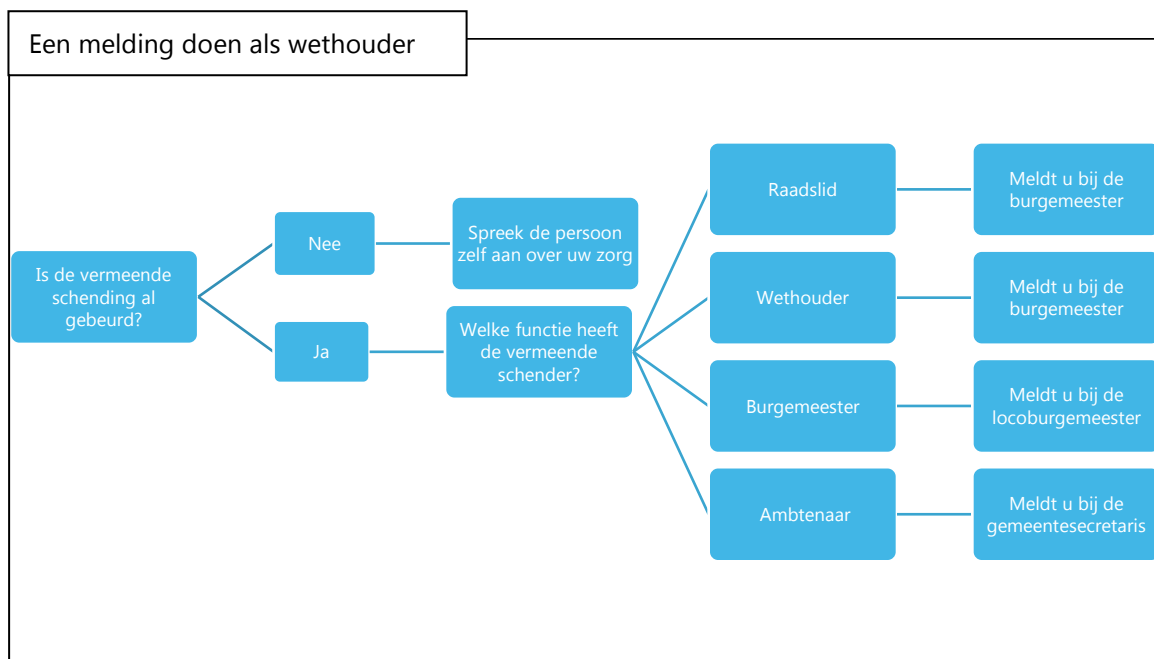 Een melding doen als wethouder
Is de vermeende
schending al
gebeurd?
Nee
Spreek de persoon
zelf aan over uw zorg
Ja
Welke functie heeft
de vermeende
schender?
Raadslid
Meldt u bij de
burgemeester
Wethouder
Meldt u bij de
burgemeester
Burgemeester
Meldt u bij de
locoburgemeester
Ambtenaar
Meldt u bij de
gemeentesecretaris